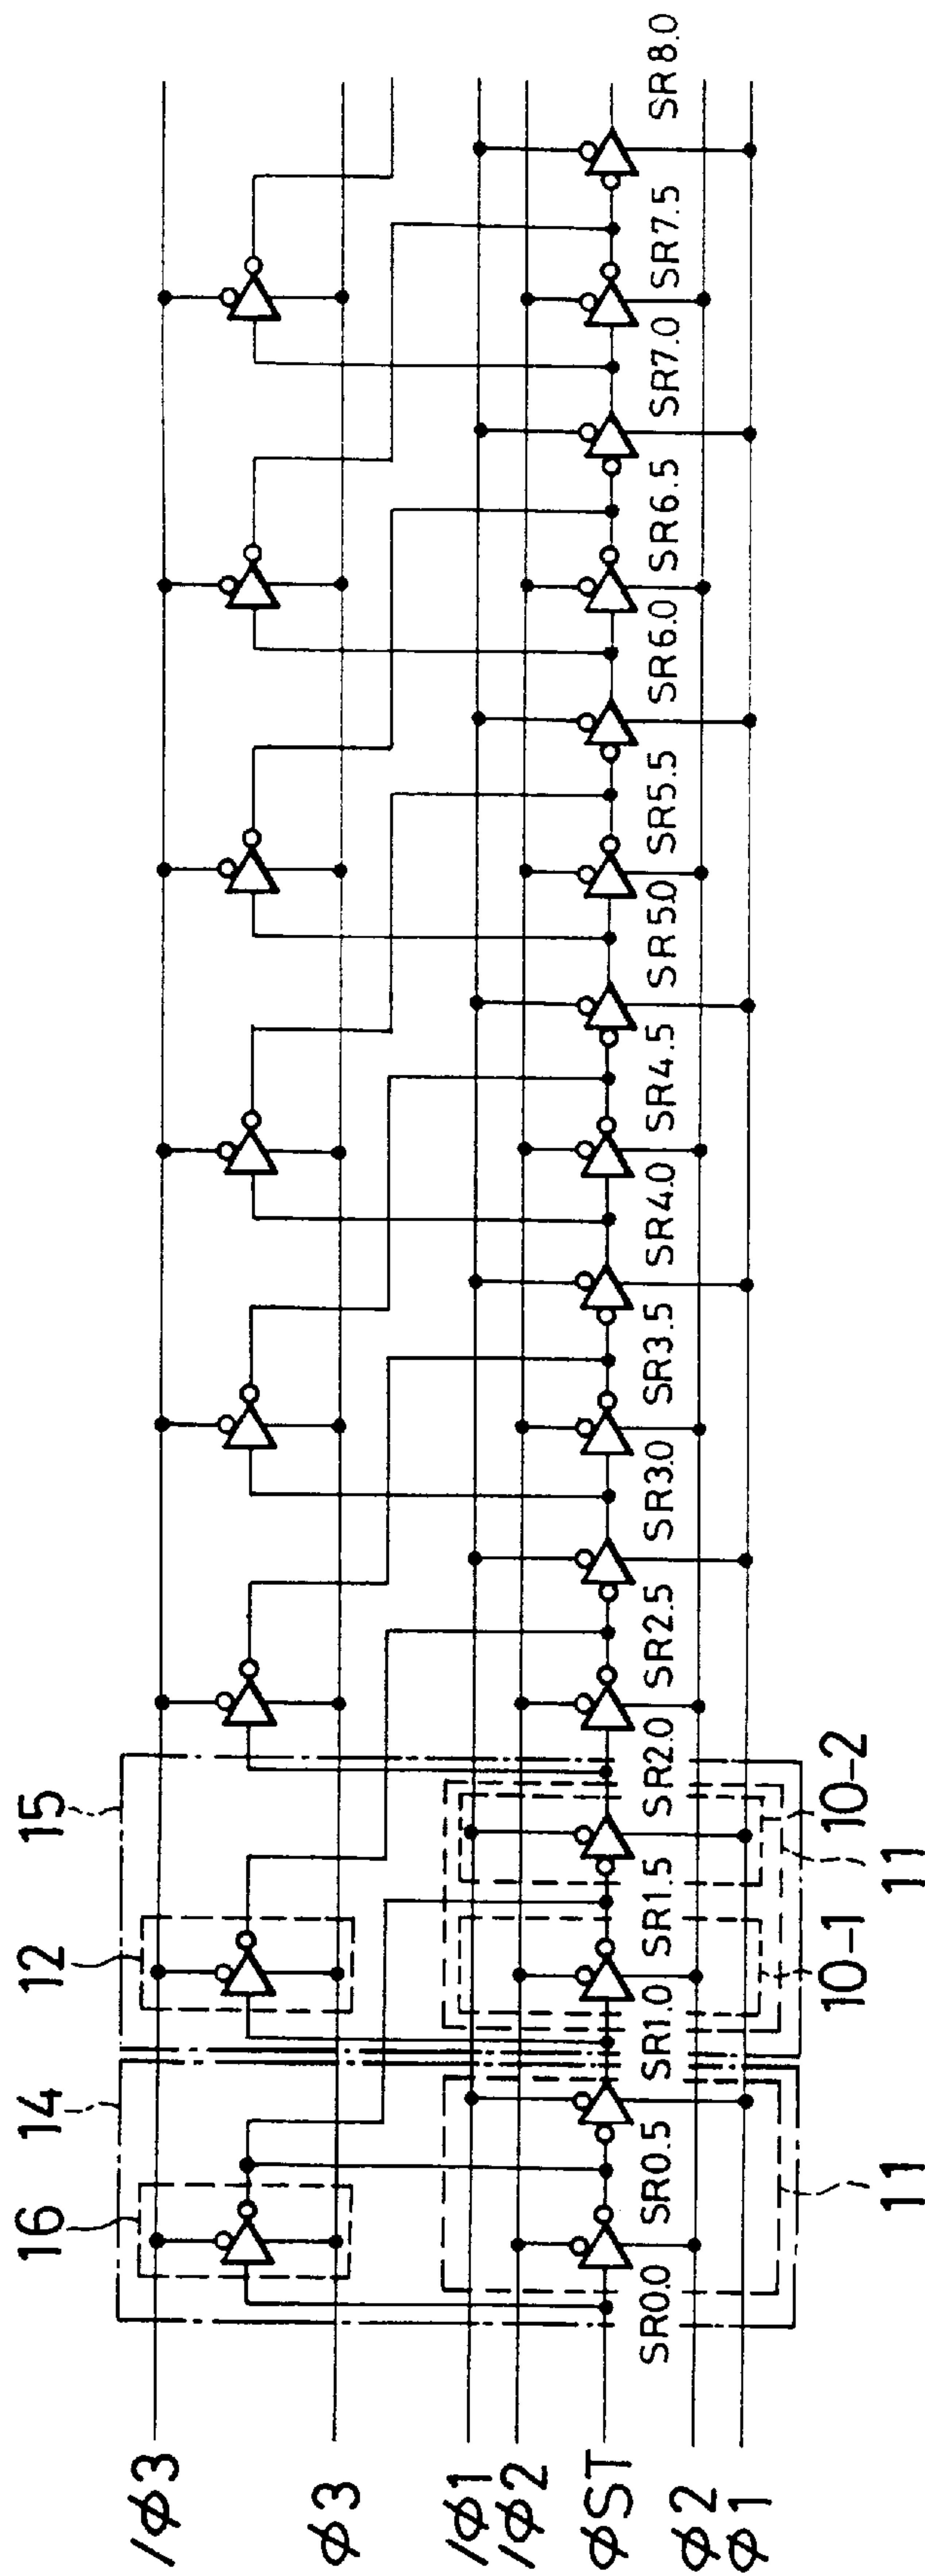 /φ3
φ3
/φ1
/φ2
φST
φ2
φ1
16
14
12
15
SR0.0
SR0.5
SR1.0
SR1.5
SR2.0
SR2.5
SR3.0
SR3.5
SR4.0
SR4.5
SR5.0
SR5.5
SR6.0
SR6.5
SR7.0
SR7.5
SR8.0
11
10-1
11
10-2